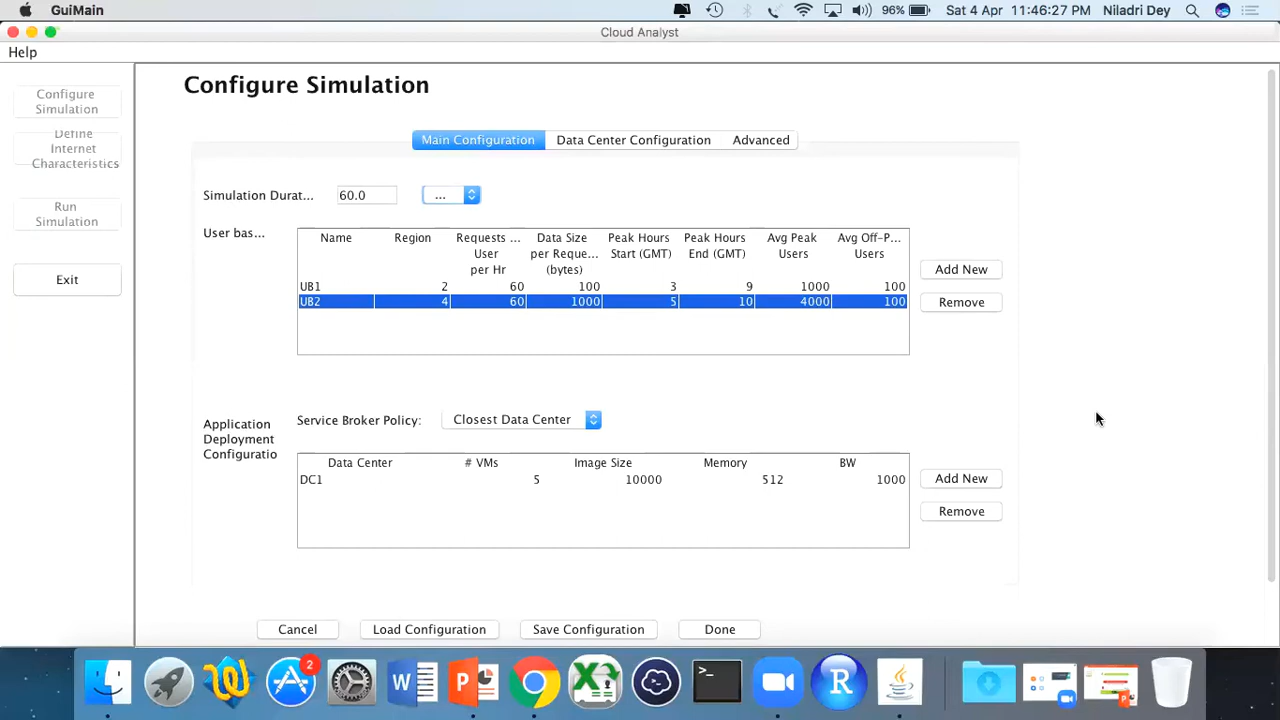 GuiMain 96% Sat 4 Apr 11:46:27 PM Niladri Dey
Cloud Analyst
Help
Configure
Simulation
Define
Internet
Characteristics
Run
Simulation
Exit
Configure Simulation
Main Configuration Data Center Configuration Advanced
Simulation Durat... 60.0 ...
User bas...
Name Region Requests ... Data Size Peak Hours Peak Hours Avg Peak Avg Off-P...
User per Reque... Start (GMT) End (GMT) Users Users
per Hr (bytes)
UB1 2 60 100 3 9 1000 100
UB2 4 60 1000 5 10 4000 100
Add New
Remove
Application
Deployment
Configuratio
Service Broker Policy: Closest Data Center
Data Center # VMs Image Size Memory BW
DC1 5 10000 512 1000
Add New
Remove
Cancel Load Configuration Save Configuration Done
2
W P X R
>_